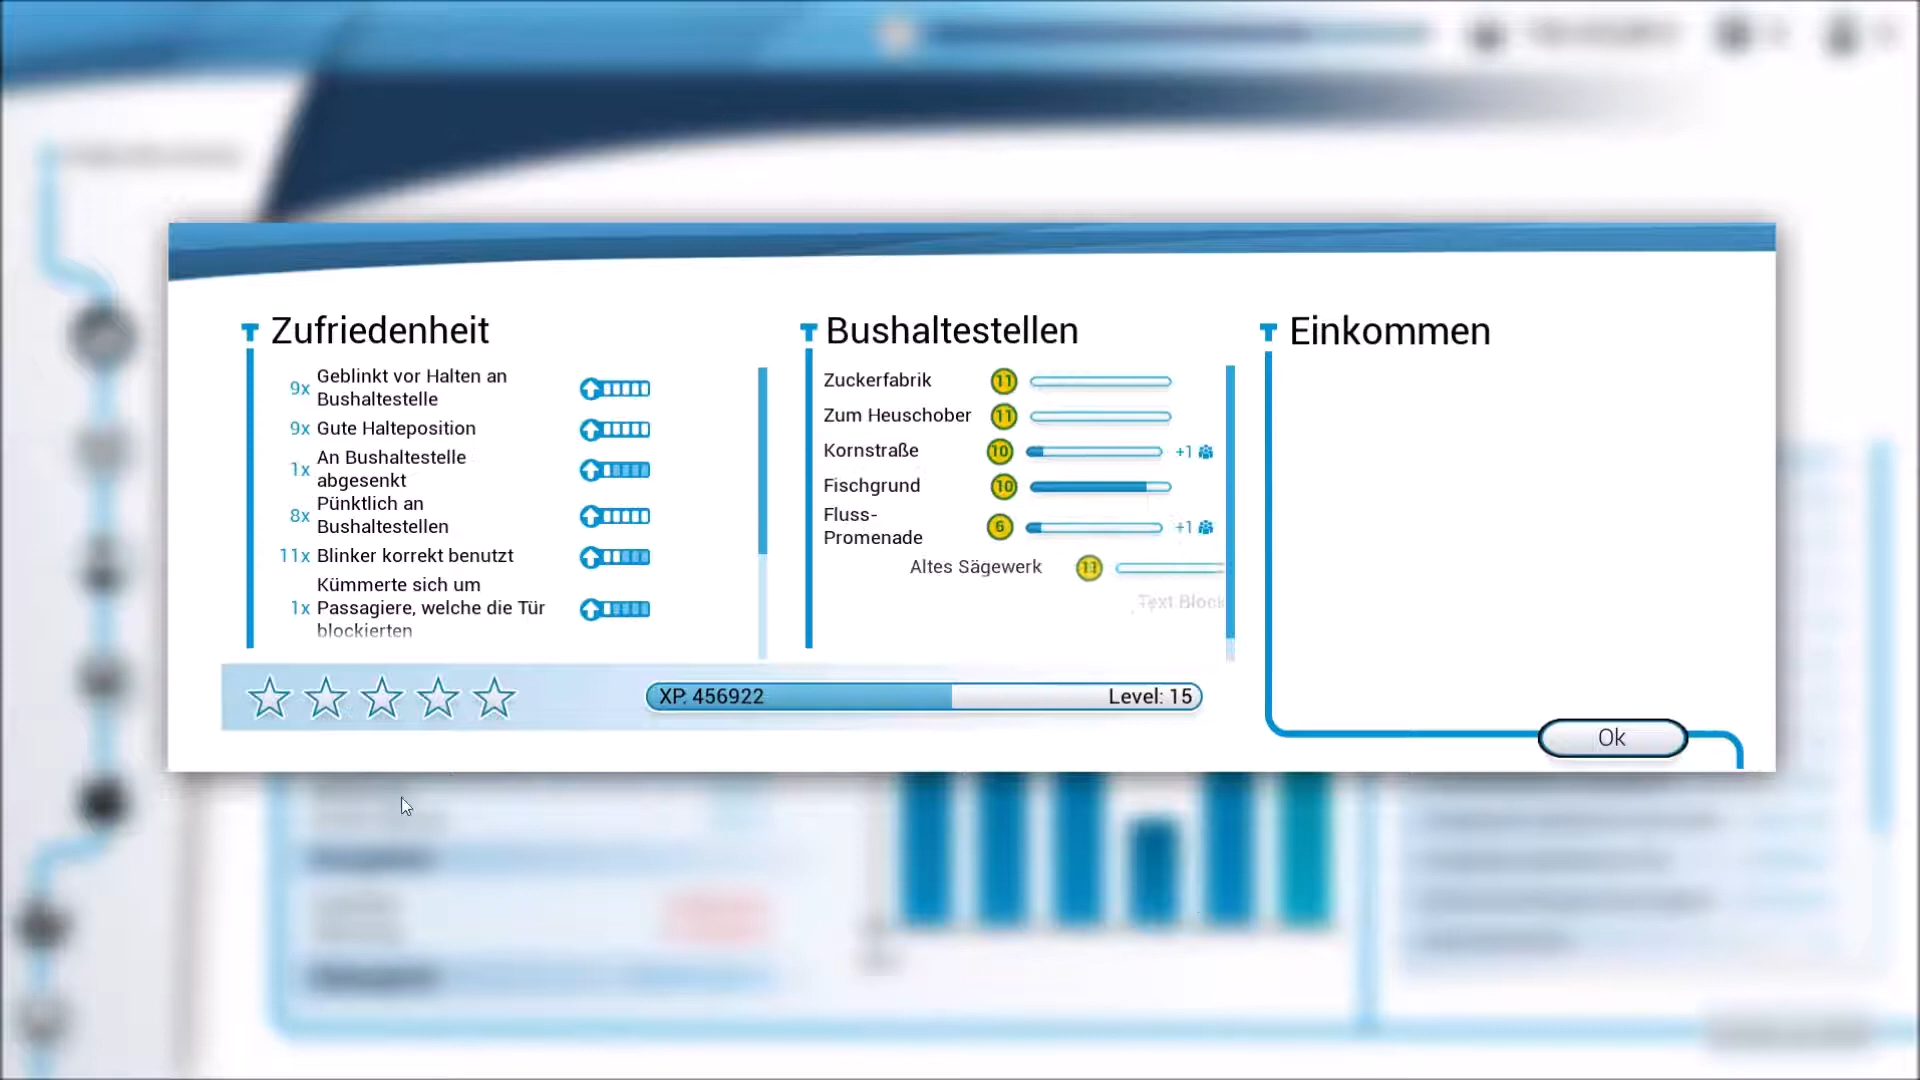 Zufriedenheit
9x Geblinkt vor Halten an
Bushaltestelle
9x Gute Halteposition
1x An Bushaltestelle
abgesenkt
8x Pünktlich an
Bushaltestellen
11x Blinker korrekt benutzt
Kümmerte sich um
1x Passagiere, welche die Tür
blockierten
Bushaltestellen
Zuckerfabrik 11
Zum Heuschober 11
Kornstraße 10 +1
Fischgrund 10
Fluss-
Promenade 6 +1
Altes Sägewerk 11
Text Block
Einkommen
XP: 456922 Level: 15
Ok